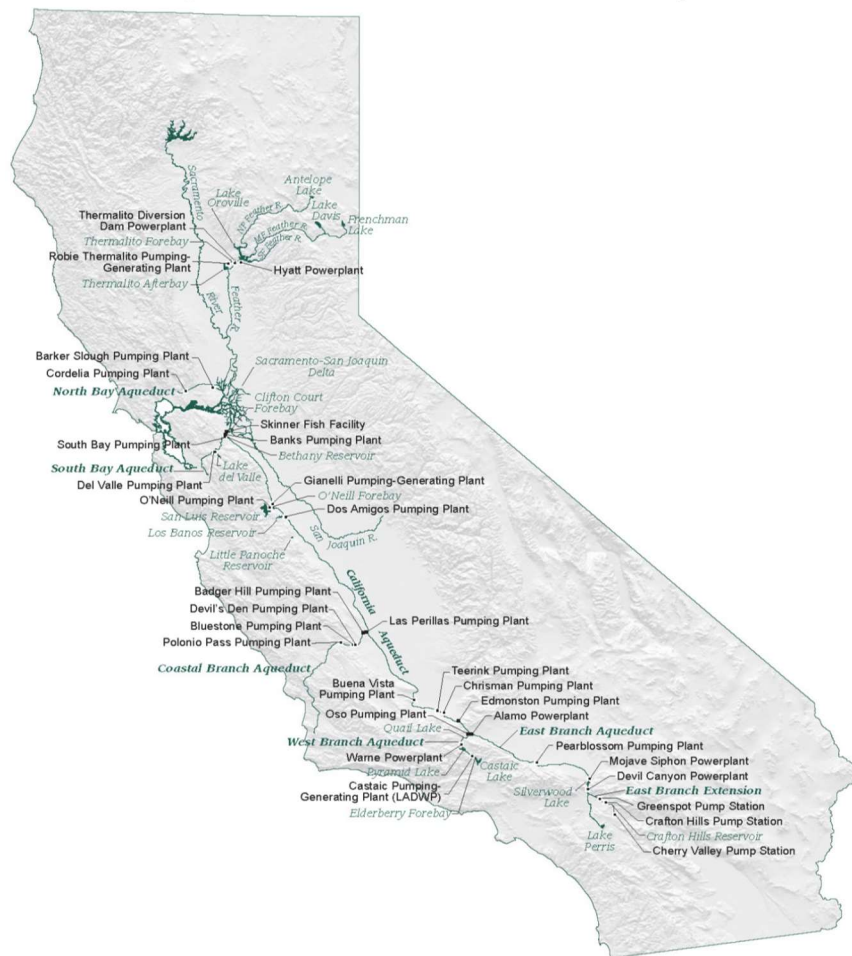 Sacramento
River
Lake
Oroville
Antelope
Lake
Lake
Davis
Frenchman
Lake
NF Feather R.
MF Feather R.
SF Feather R.
Thermalito Diversion
Dam Powerplant
Thermalito Forebay
Robie Thermalito Pumping-
Generating Plant
Thermalito Afterbay
Hyatt Powerplant
Feather R.
Barker Slough Pumping Plant
Cordelia Pumping Plant
North Bay Aqueduct
Sacramento-San Joaquin
Delta
Clifton Court
Forebay
Skinner Fish Facility
South Bay Pumping Plant
Banks Pumping Plant
Bethany Reservoir
South Bay Aqueduct
Lake
del Valle
Del Valle Pumping Plant
Gianelli Pumping-Generating Plant
O'Neill Pumping Plant
O'Neill Forebay
San Luis Reservoir
Dos Amigos Pumping Plant
Los Banos Reservoir
San
Joaquin R.
Little Panoche
Reservoir
California
Aqueduct
Badger Hill Pumping Plant
Devil's Den Pumping Plant
Bluestone Pumping Plant
Polonio Pass Pumping Plant
Las Perillas Pumping Plant
Coastal Branch Aqueduct
Teerink Pumping Plant
Buena Vista
Pumping Plant
Chrisman Pumping Plant
Edmonston Pumping Plant
Oso Pumping Plant
Alamo Powerplant
Quail Lake
East Branch Aqueduct
West Branch Aqueduct
Pearblossom Pumping Plant
Warne Powerplant
Mojave Siphon Powerplant
Pyramid Lake
Castaic
Lake
Devil Canyon Powerplant
Castaic Pumping-
Generating Plant (LADWP)
Silverwood
Lake
East Branch Extension
Elderberry Forebay
Greenspot Pump Station
Crafton Hills Pump Station
Lake
Perris
Crafton Hills Reservoir
Cherry Valley Pump Station